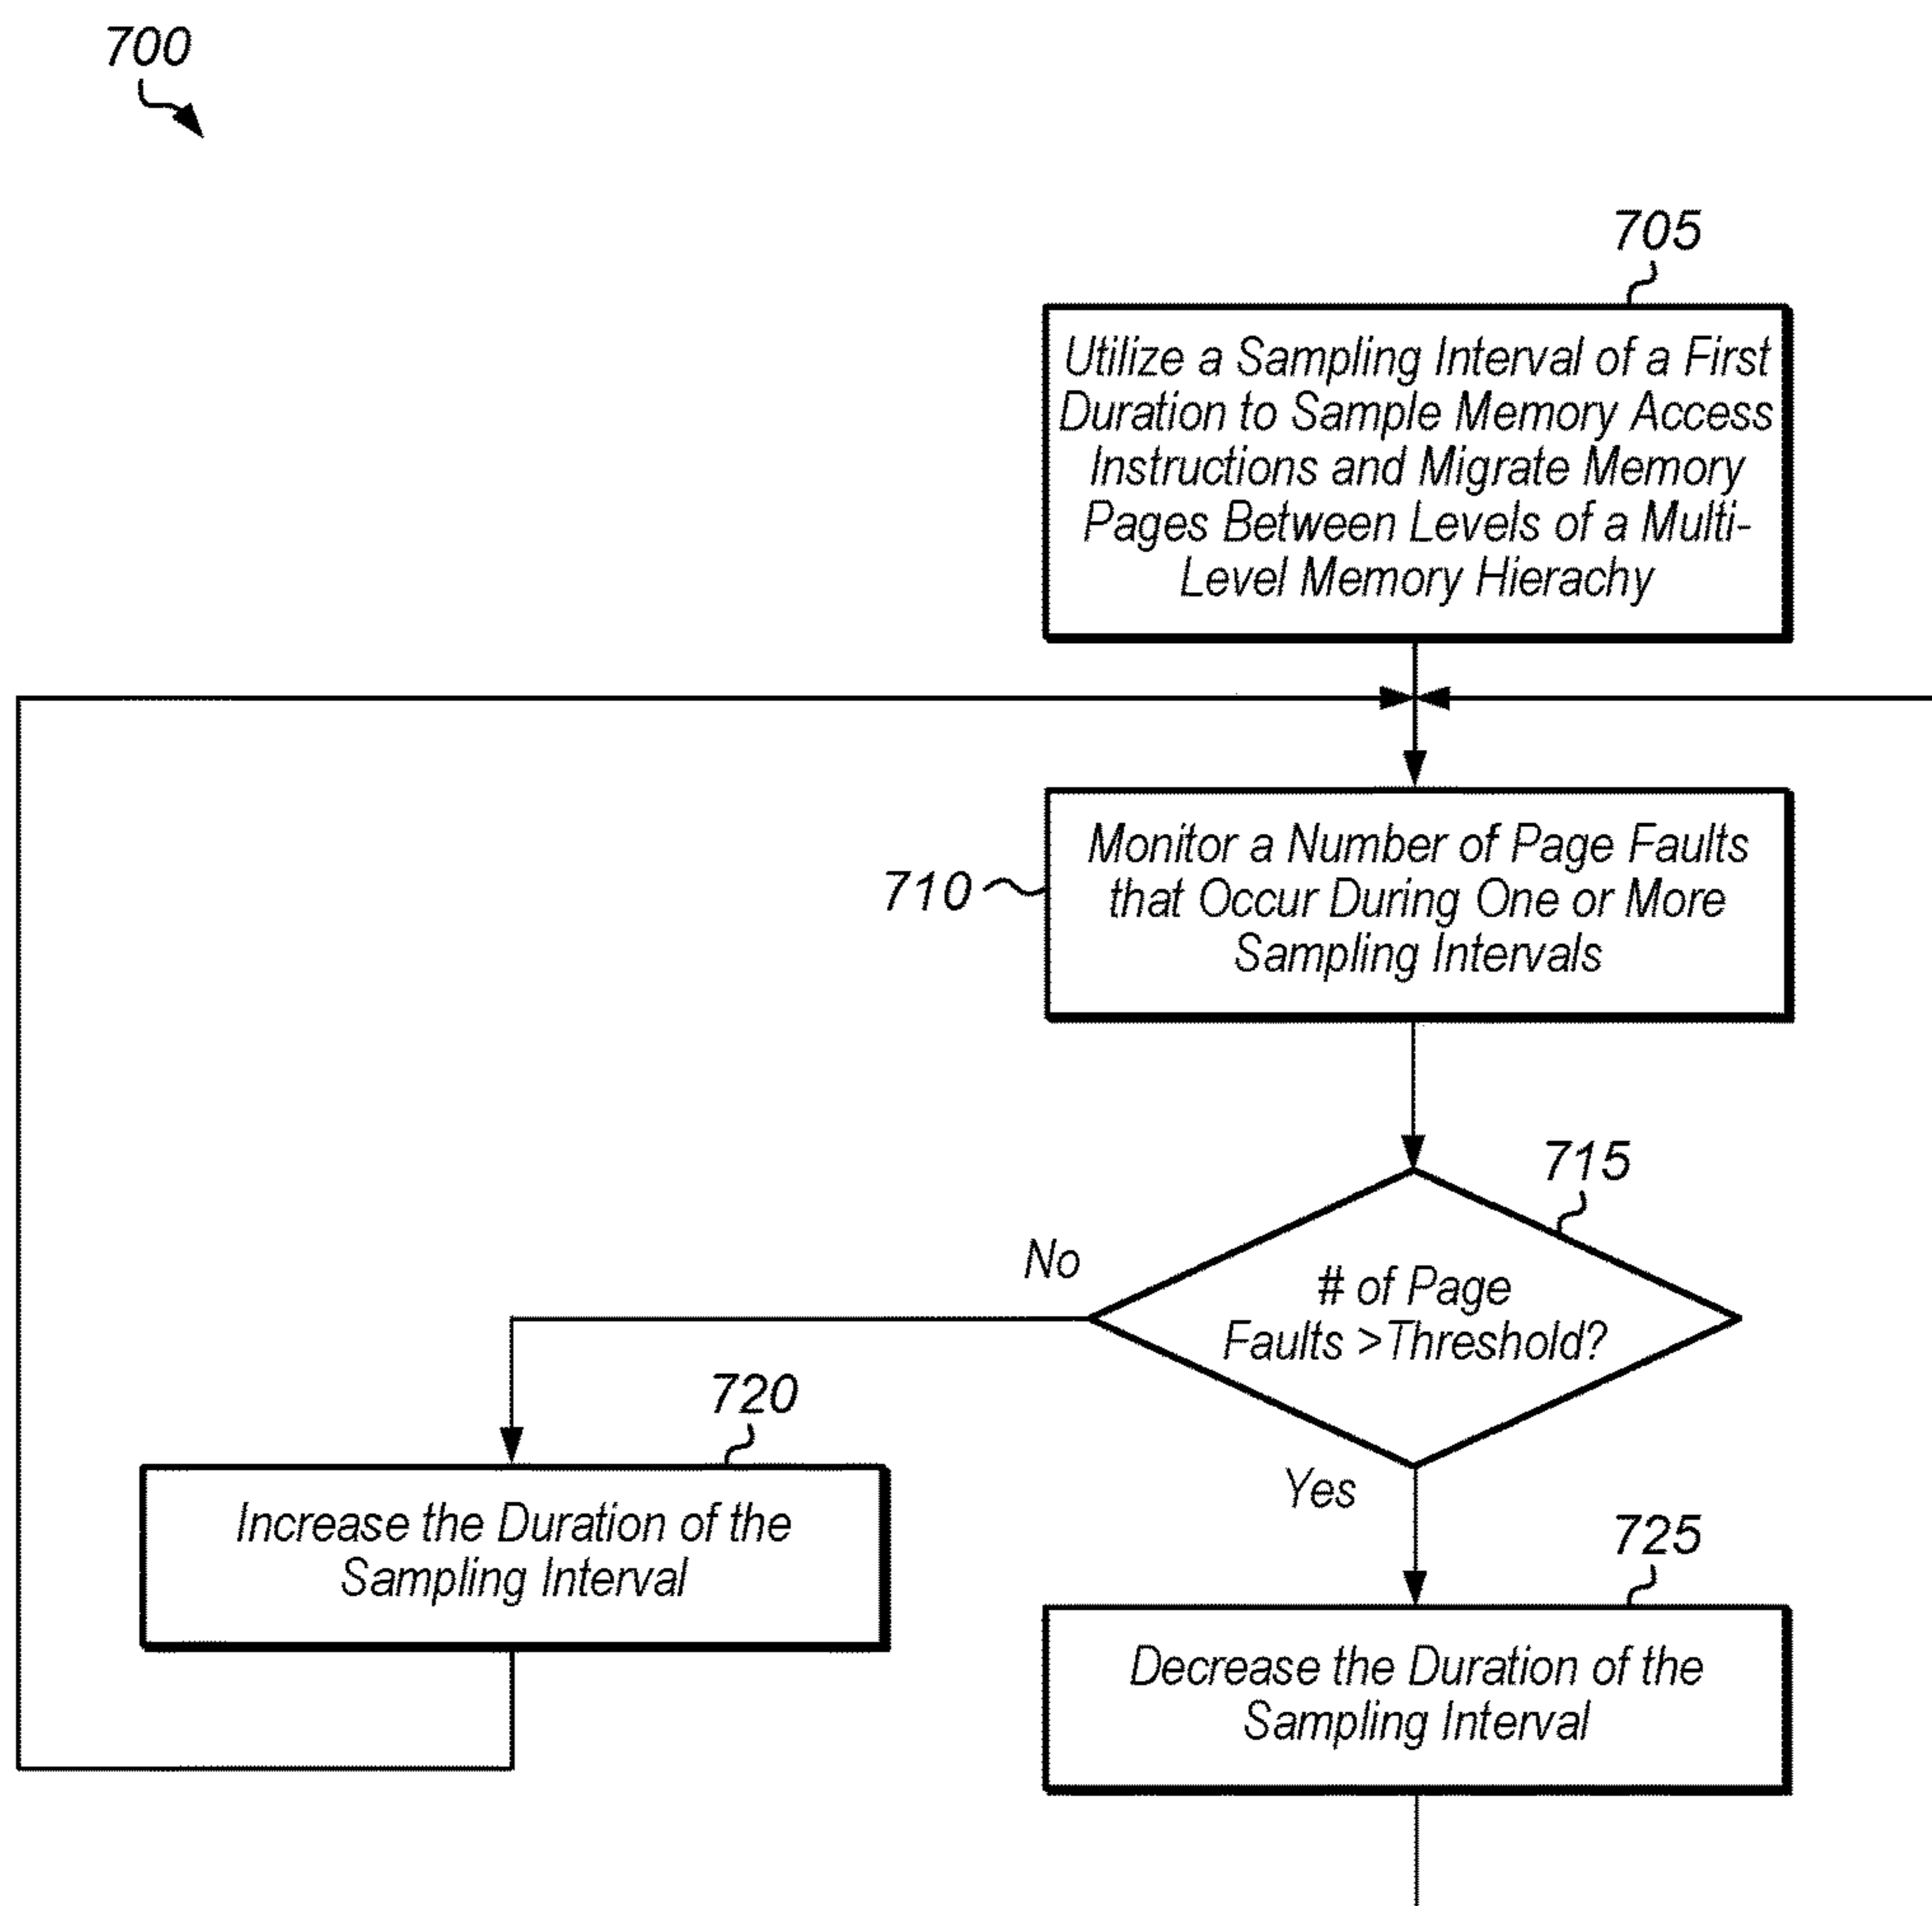 700
705
Utilize a Sampling Interval of a First
Duration to Sample Memory Access
Instructions and Migrate Memory
Pages Between Levels of a Multi-
Level Memory Hierachy
710
Monitor a Number of Page Faults
that Occur During One or More
Sampling Intervals
715
No
# of Page
Faults >Threshold?
720
Yes
Increase the Duration of the
Sampling Interval
725
Decrease the Duration of the
Sampling Interval